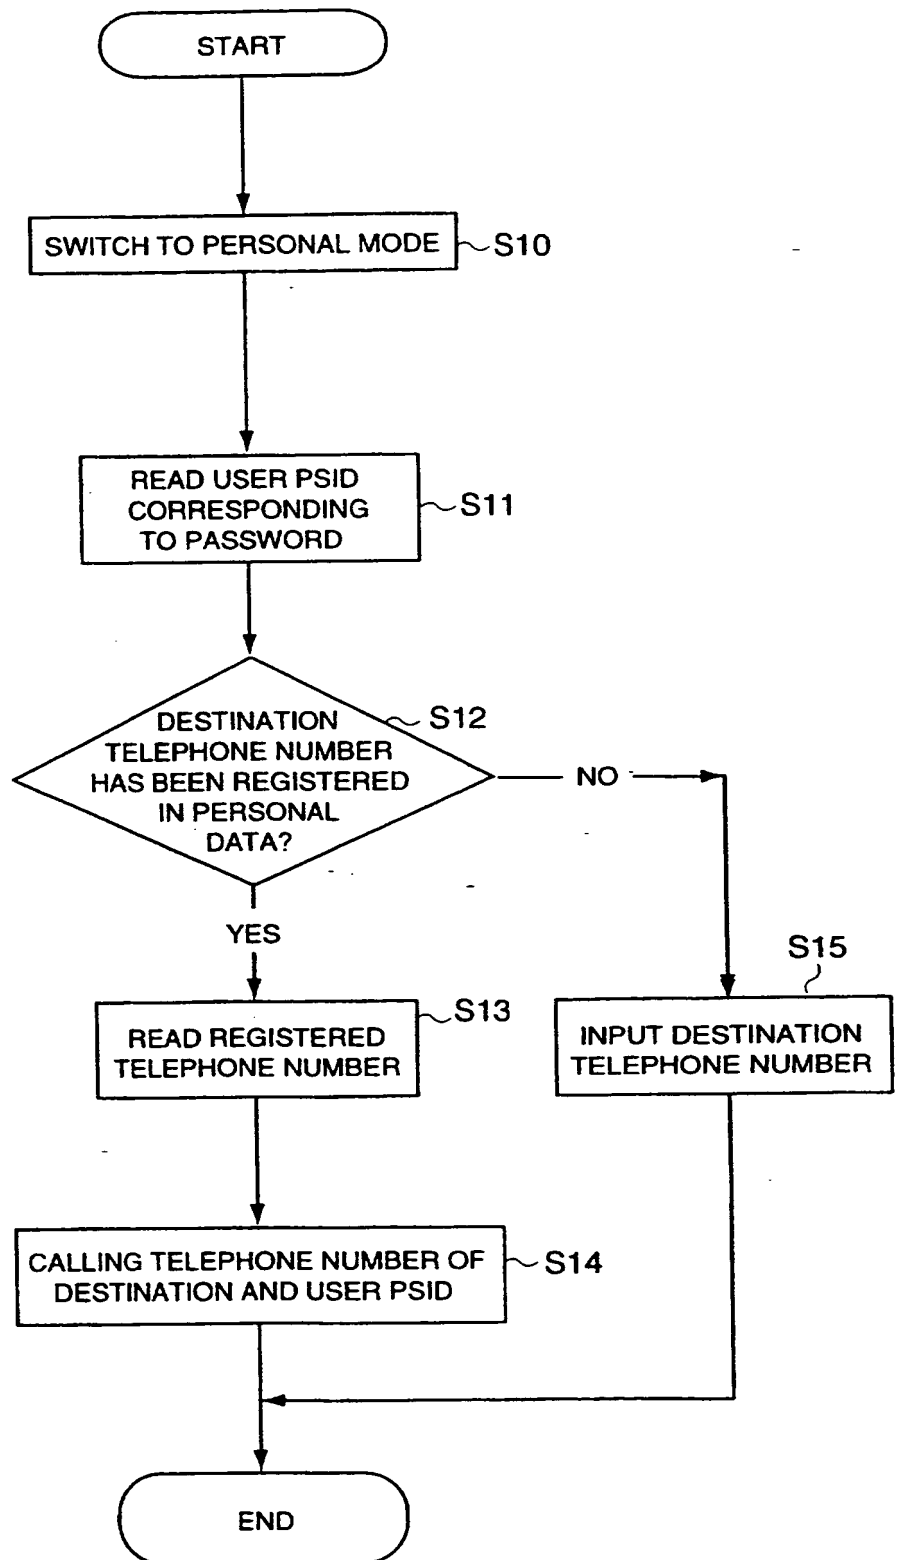 START
SWITCH TO PERSONAL MODE
S10
READ USER PSID
CORRESPONDING
TO PASSWORD
S11
DESTINATION
TELEPHONE NUMBER
HAS BEEN REGISTERED
IN PERSONAL
DATA?
S12
NO
YES
S15
READ REGISTERED
TELEPHONE NUMBER
S13
INPUT DESTINATION
TELEPHONE NUMBER
CALLING TELEPHONE NUMBER OF
DESTINATION AND USER PSID
S14
END